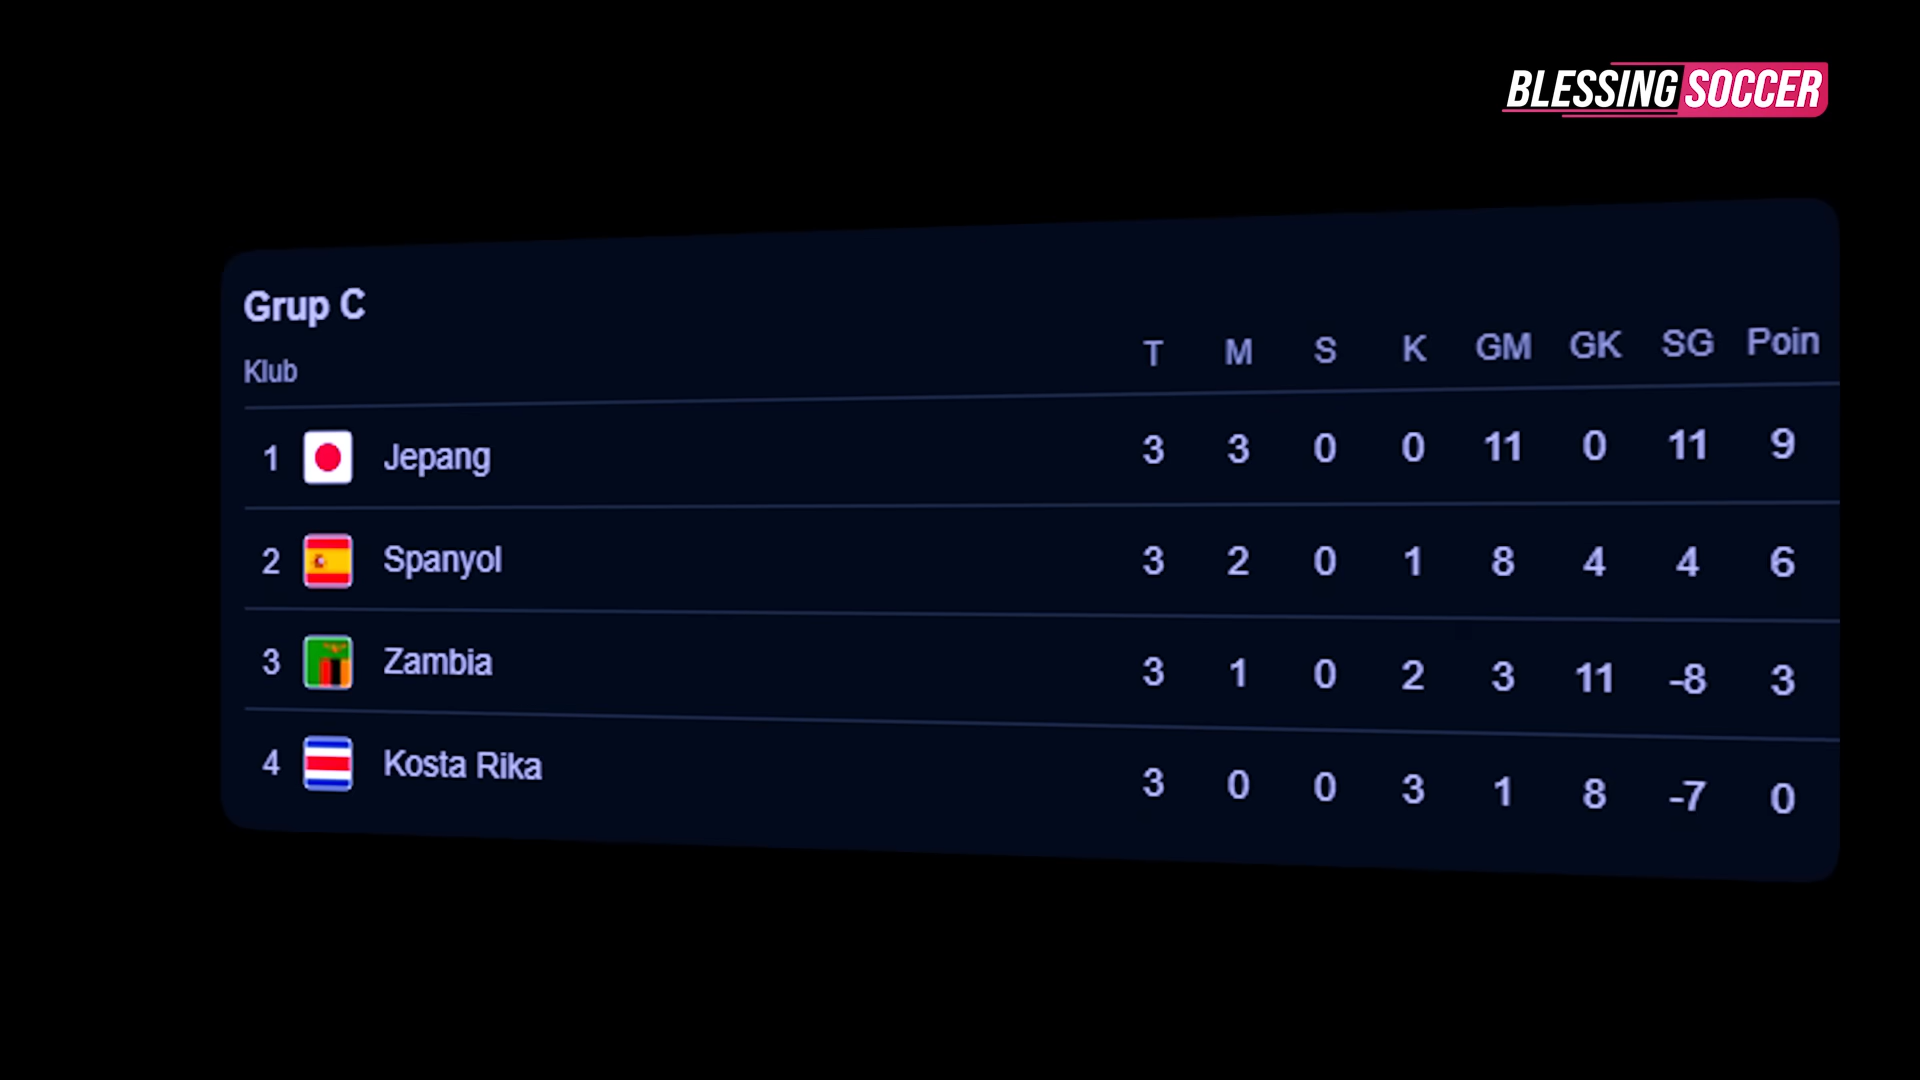 BLESSING SOCCER
Grup C
Klub T M S K GM GK SG Poin
1 Jepang 3 3 0 0 11 0 11 9
2 Spanyol 3 2 0 1 8 4 4 6
3 Zambia 3 1 0 2 3 11 -8 3
4 Kosta Rika 3 0 0 3 1 8 -7 0